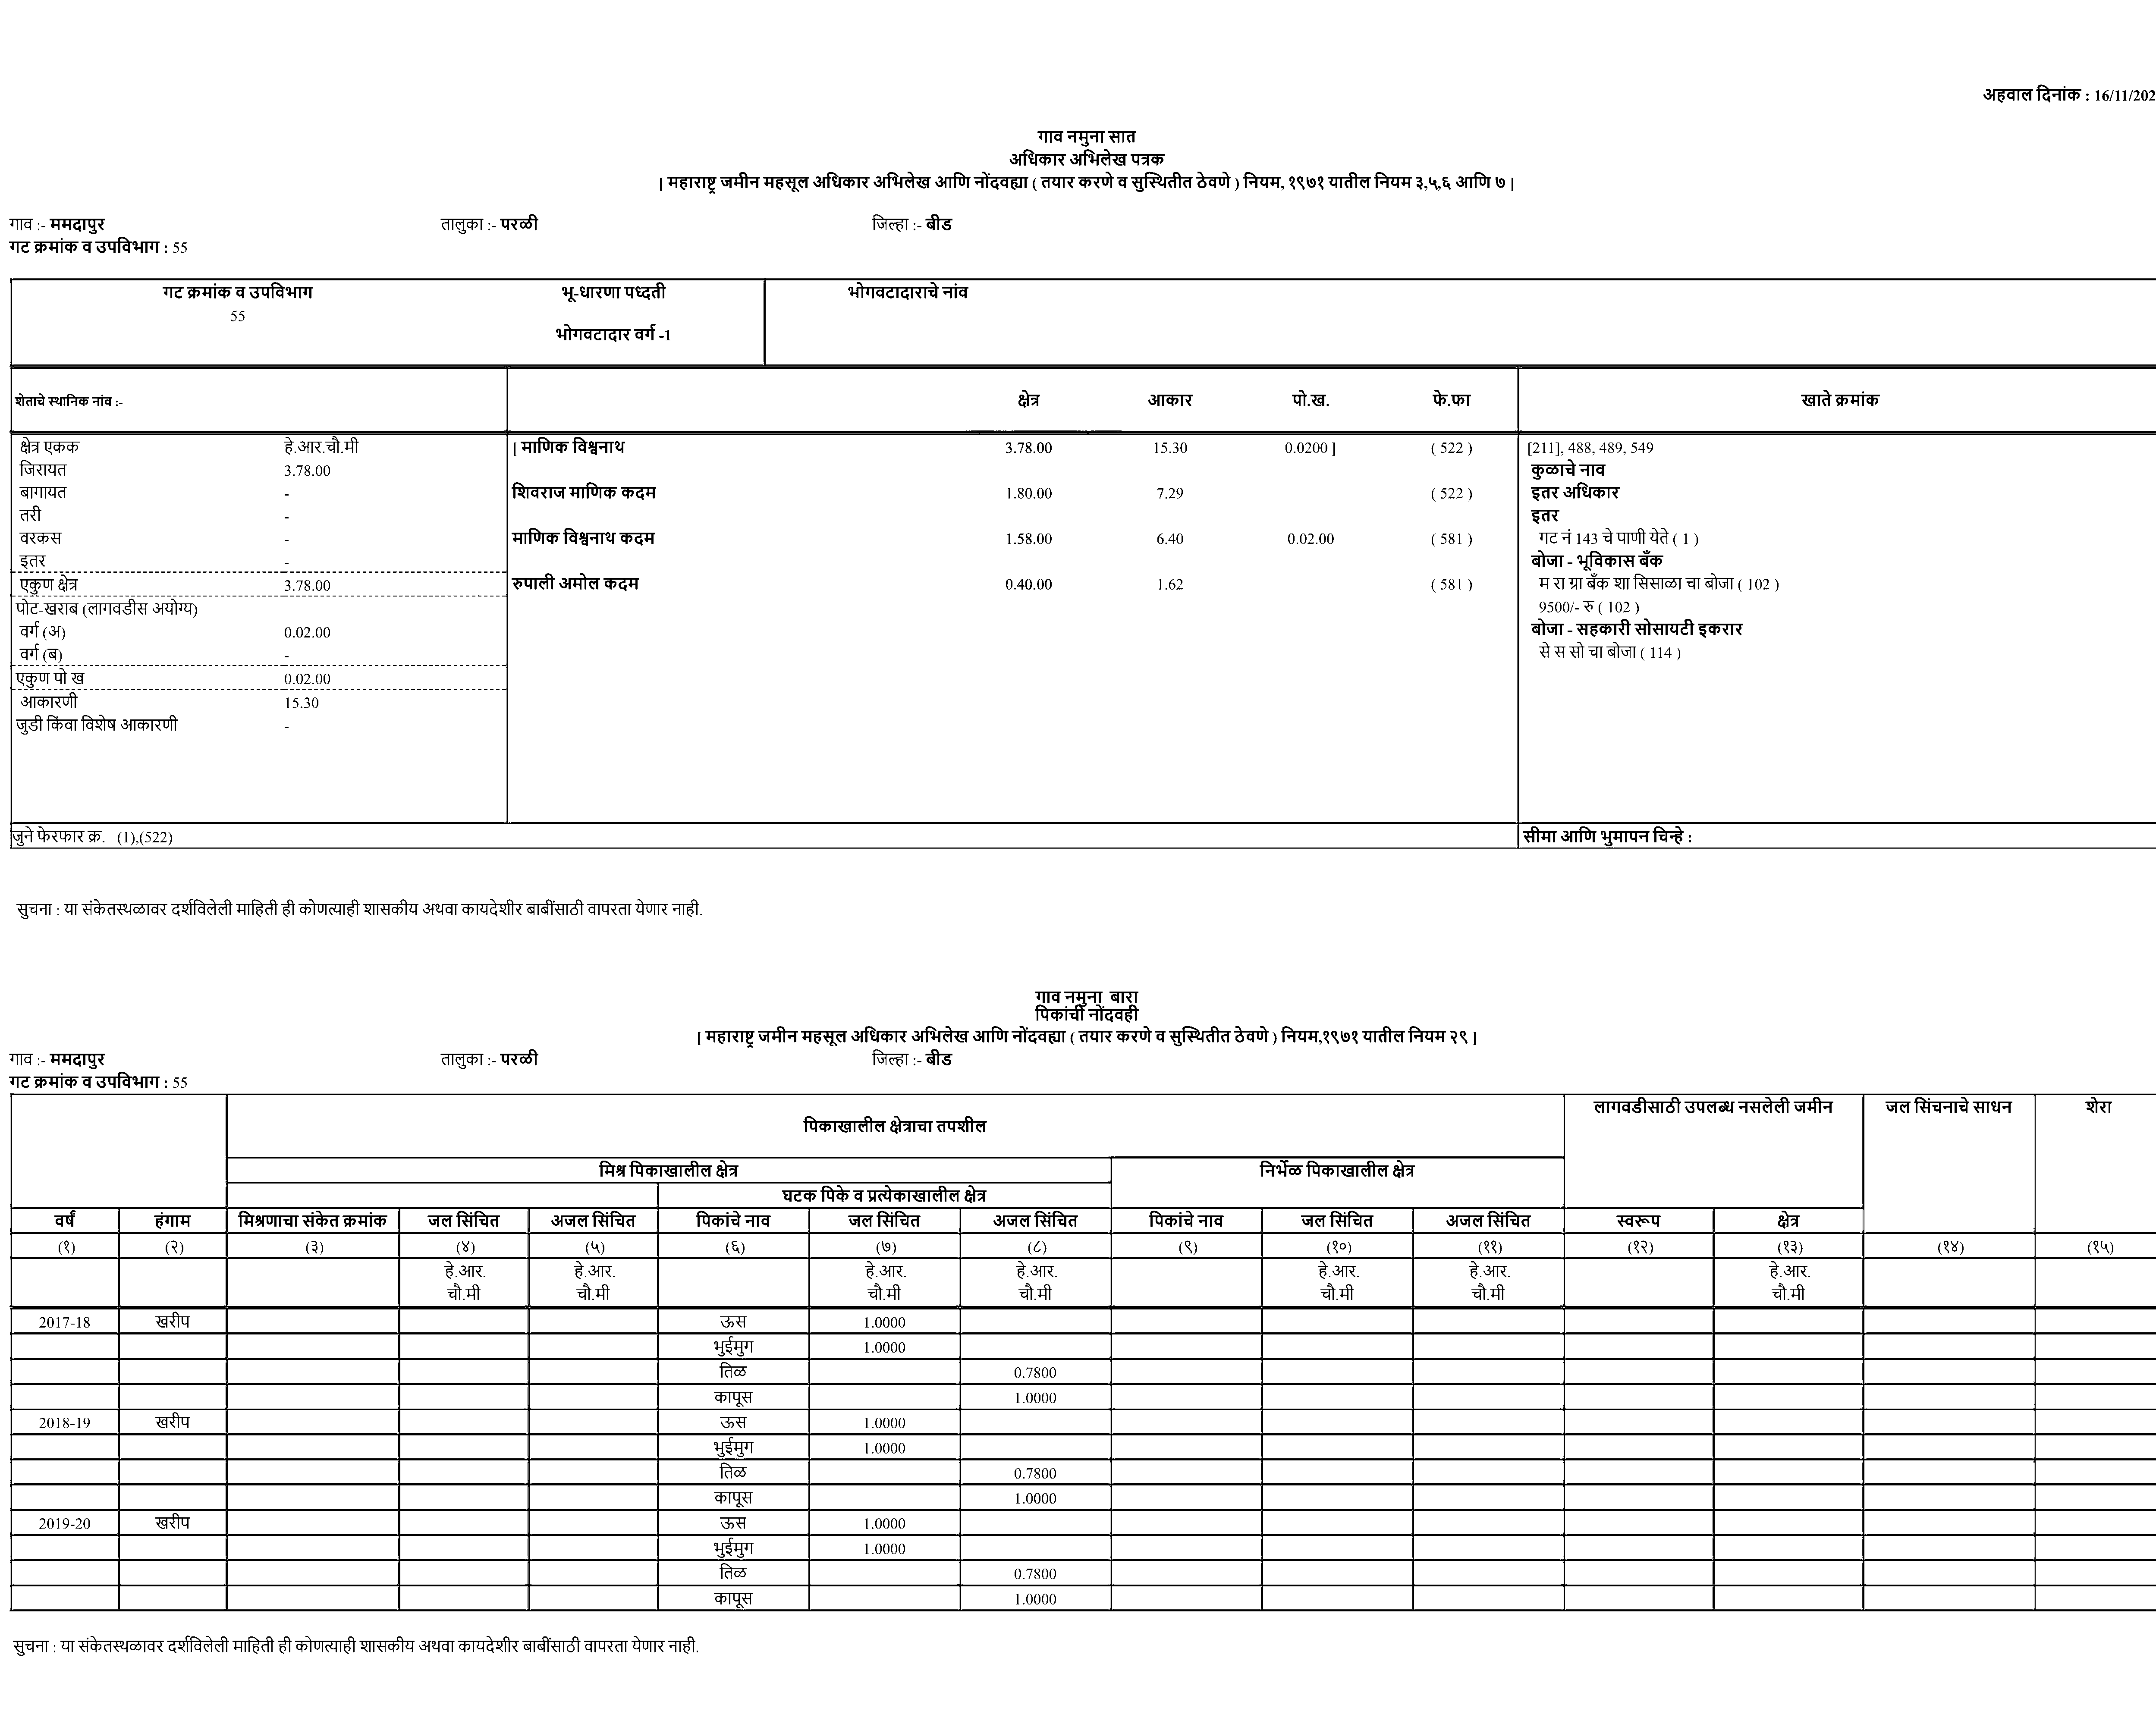 अहवाल दिनांक : 16/11/202
गाव नमुना सात
अधिकार अभिलेख पत्रक
[ महाराष्ट्र जमीन महसूल अधिकार अभिलेख आणि नोंदवह्या ( तयार करणे व सुस्थितीत ठेवणे ) नियम, १९७१ यातील नियम ३,५,६ आणि ७ ]
गाव :- ममदापुर तालुका :- परळी जिल्हा :- बीड
गट क्रमांक व उपविभाग : 55
गट क्रमांक व उपविभाग भू-धारणा पध्दती भोगवटादाराचे नांव
55
भोगवटादार वर्ग -1
शेताचे स्थानिक नांव :- क्षेत्र आकार पो.ख. फे.फा खाते क्रमांक
क्षेत्र एकक हे.आर.चौ.मी [ माणिक विश्वनाथ 3.78.00 15.30 0.0200 ] ( 522 ) [211], 488, 489, 549
जिरायत 3.78.00 कुळाचे नाव
बागायत - शिवराज माणिक कदम 1.80.00 7.29 ( 522 ) इतर अधिकार
तरी - इतर
वरकस - माणिक विश्वनाथ कदम 1.58.00 6.40 0.02.00 ( 581 ) गट नं 143 चे पाणी येते ( 1 )
इतर - बोजा - भूविकास बँक
एकुण क्षेत्र 3.78.00 रुपाली अमोल कदम 0.40.00 1.62 ( 581 ) म रा ग्रा बँक शा सिसाळा चा बोजा ( 102 )
पोट-खराब (लागवडीस अयोग्य) 9500/- रु ( 102 )
वर्ग (अ) 0.02.00 बोजा - सहकारी सोसायटी इकरार
वर्ग (ब) - से स सो चा बोजा ( 114 )
एकुण पो ख 0.02.00
आकारणी 15.30
जुडी किंवा विशेष आकारणी -
जुने फेरफार क्र. (1),(522) सीमा आणि भुमापन चिन्हे :
सुचना : या संकेतस्थळावर दर्शविलेली माहिती ही कोणत्याही शासकीय अथवा कायदेशीर बाबींसाठी वापरता येणार नाही.
गाव नमुना बारा
पिकांची नोंदवही
[ महाराष्ट्र जमीन महसूल अधिकार अभिलेख आणि नोंदवह्या ( तयार करणे व सुस्थितीत ठेवणे ) नियम,१९७१ यातील नियम २९ ]
गाव :- ममदापुर तालुका :- परळी जिल्हा :- बीड
गट क्रमांक व उपविभाग : 55
पिकाखालील क्षेत्राचा तपशील लागवडीसाठी उपलब्ध नसलेली जमीन जल सिंचनाचे साधन शेरा
मिश्र पिकाखालील क्षेत्र निर्भेळ पिकाखालील क्षेत्र
घटक पिके व प्रत्येकाखालील क्षेत्र
वर्षं हंगाम मिश्रणाचा संकेत क्रमांक जल सिंचित अजल सिंचित पिकांचे नाव जल सिंचित अजल सिंचित पिकांचे नाव जल सिंचित अजल सिंचित स्वरूप क्षेत्र
(१) (२) (३) (४) (५) (६) (७) (८) (९) (१०) (११) (१२) (१३) (१४) (१५)
हे.आर. हे.आर. हे.आर. हे.आर. हे.आर. हे.आर. हे.आर.
चौ.मी चौ.मी चौ.मी चौ.मी चौ.मी चौ.मी चौ.मी
2017-18 खरीप ऊस 1.0000
भुईमुग 1.0000
तिळ 0.7800
कापूस 1.0000
2018-19 खरीप ऊस 1.0000
भुईमुग 1.0000
तिळ 0.7800
कापूस 1.0000
2019-20 खरीप ऊस 1.0000
भुईमुग 1.0000
तिळ 0.7800
कापूस 1.0000
सुचना : या संकेतस्थळावर दर्शविलेली माहिती ही कोणत्याही शासकीय अथवा कायदेशीर बाबींसाठी वापरता येणार नाही.